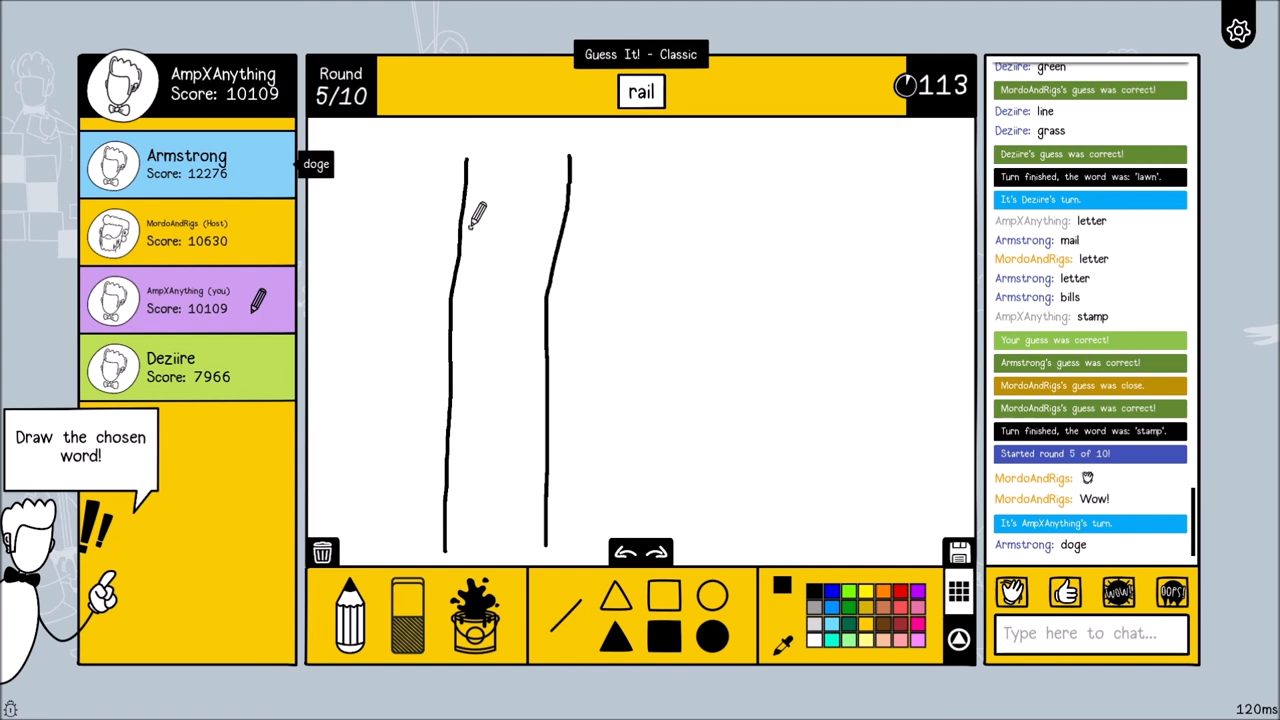 Guess It! - Classic
AmpXAnything
Score: 10109
Round
5/10
rail
113
Armstrong
Score: 12276
doge
MordoAndRigs (Host)
Score: 10630
AmpXAnything (you)
Score: 10109
Deziire
Score: 7966
Draw the chosen
word!
Deziire: green
MordoAndRigs's guess was correct!
Deziire: line
Deziire: grass
Deziire's guess was correct!
Turn finished, the word was: 'lawn'.
It's Deziire's turn.
AmpXAnything: letter
Armstrong: mail
MordoAndRigs: letter
Armstrong: letter
Armstrong: bills
AmpXAnything: stamp
Your guess was correct!
Armstrong's guess was correct!
MordoAndRigs's guess was close.
MordoAndRigs's guess was correct!
Turn finished, the word was: 'stamp'.
Started round 5 of 10!
MordoAndRigs:
MordoAndRigs: Wow!
It's AmpXAnything's turn.
Armstrong: doge
WOW!
OOPS!
Type here to chat...
120ms